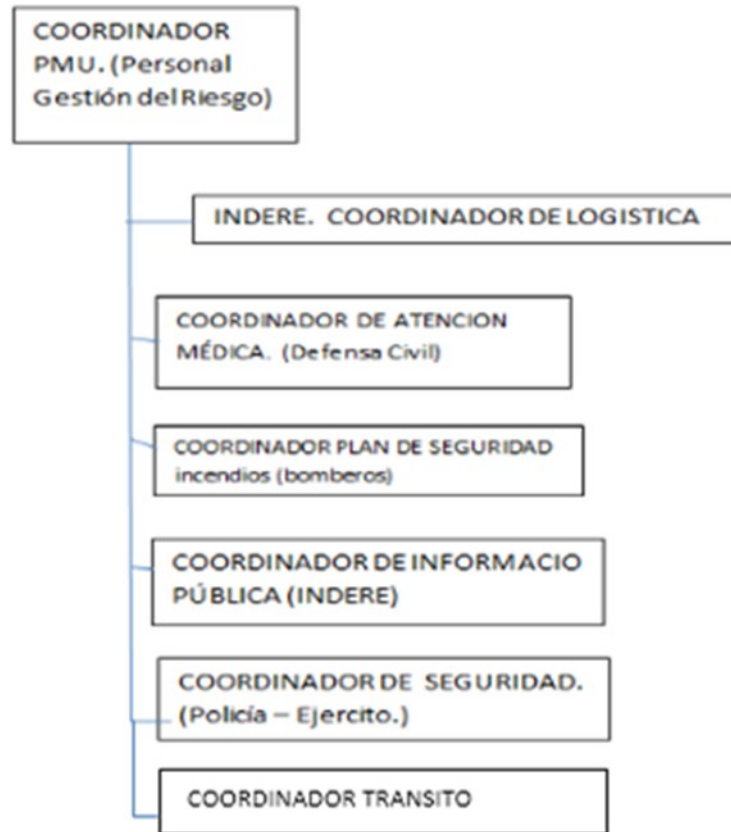 COORDINADOR
PMU. (Personal
Gestión del Riesgo)
INDERE. COORDINADOR DE LOGISTICA
COORDINADOR DE ATENCION
MÉDICA. (Defensa Civil)
COORDINADOR PLAN DE SEGURIDAD
incendios (bomberos)
COORDINADOR DE INFORMACIO
PÚBLICA (INDERE)
COORDINADOR DE SEGURIDAD.
(Policía – Ejercito.)
COORDINADOR TRANSITO